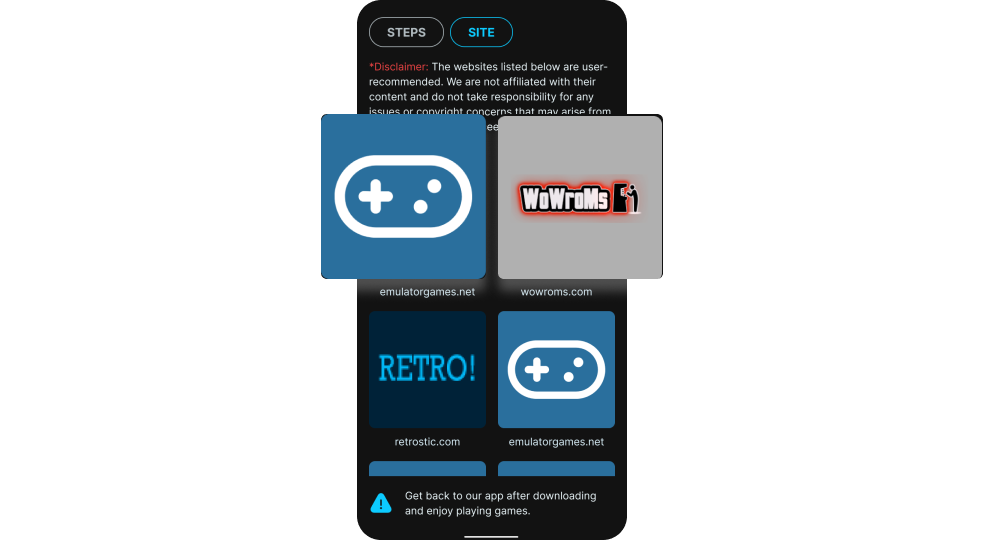 STEPS
SITE
*Disclaimer: The websites listed below are user-
recommended. We are not affiliated with their
content and do not take responsibility for any
issues or copyright concerns that may arise from
WoWroMs
emulatorgames.net
wowroms.com
RETRO!
retrostic.com
emulatorgames.net
Get back to our app after downloading
and enjoy playing games.